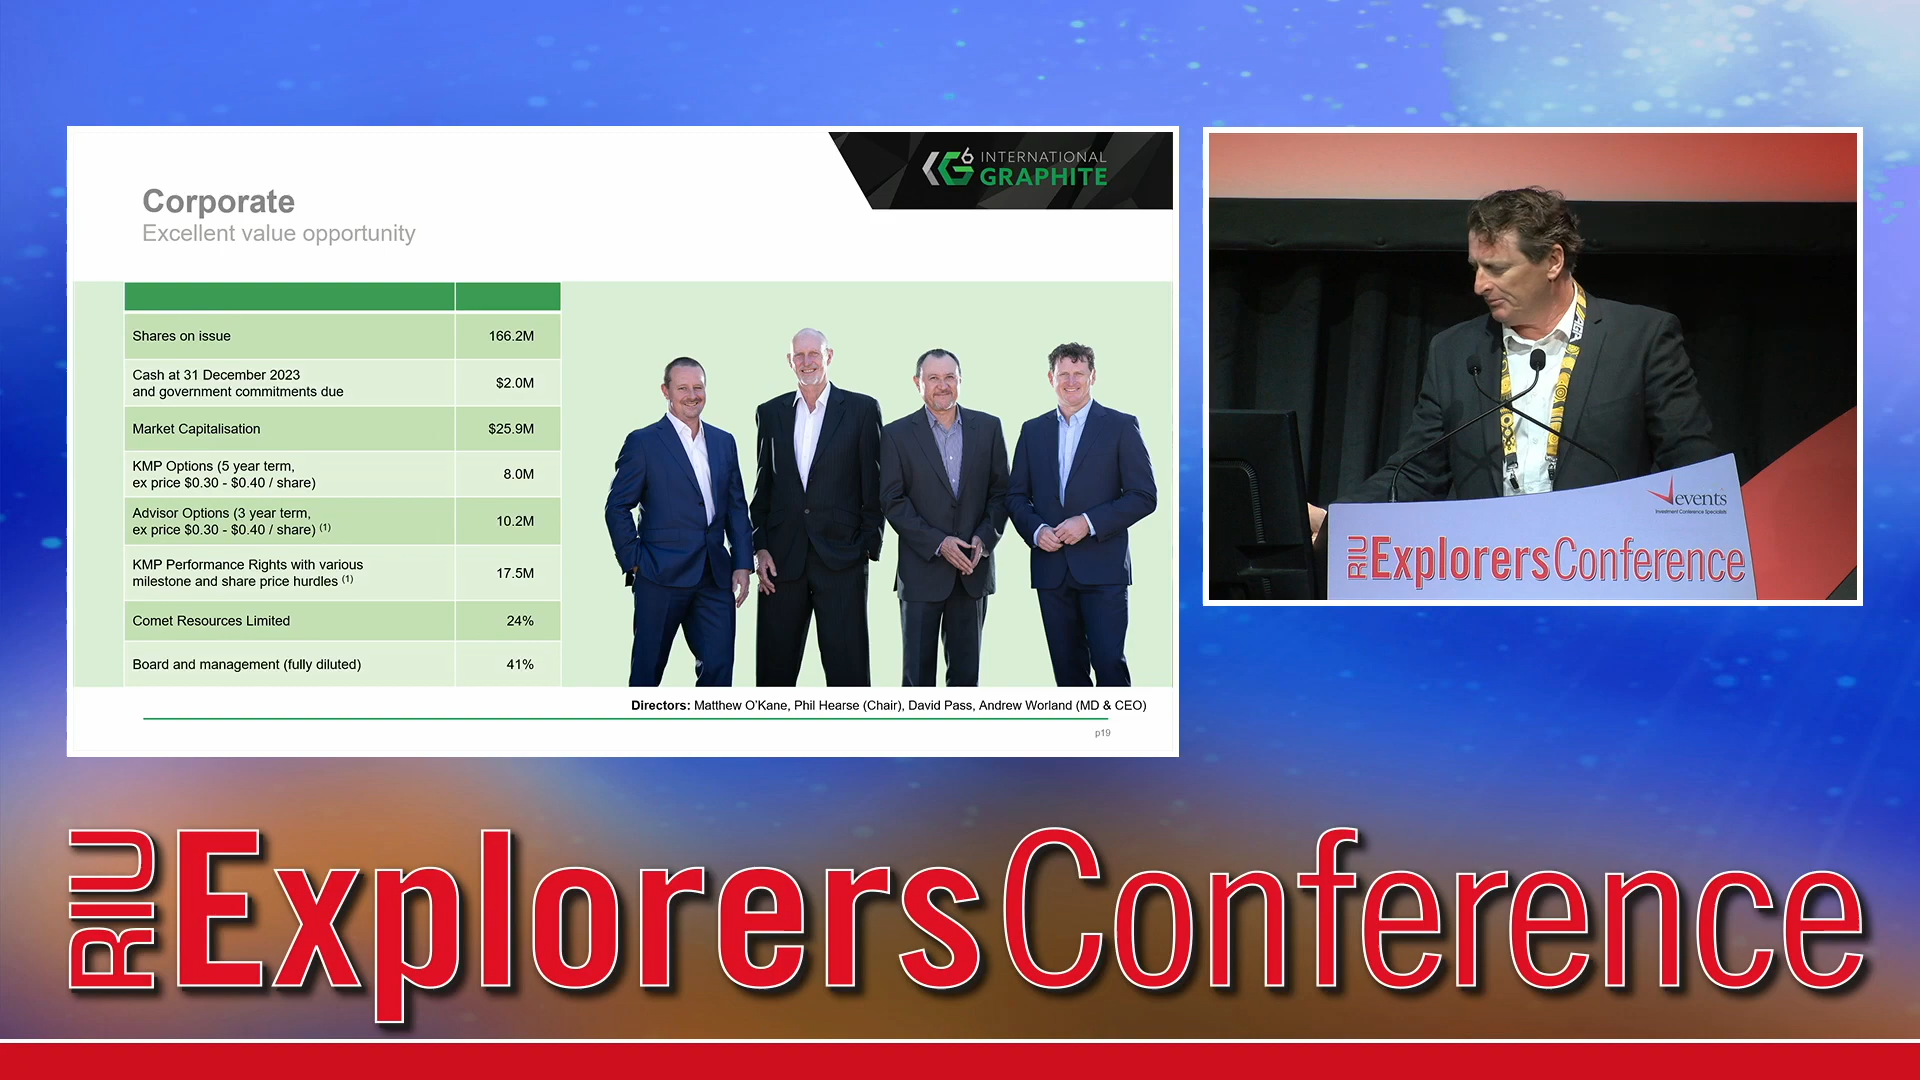 INTERNATIONAL
GRAPHITE
Corporate
Excellent value opportunity
Shares on issue 166.2M
Cash at 31 December 2023
and government commitments due $2.0M
Market Capitalisation $25.9M
KMP Options (5 year term,
ex price $0.30 - $0.40 / share) 8.0M
Advisor Options (3 year term,
ex price $0.30 - $0.40 / share) (1) 10.2M
KMP Performance Rights with various
milestone and share price hurdles (1) 17.5M
Comet Resources Limited 24%
Board and management (fully diluted) 41%
Directors: Matthew O'Kane, Phil Hearse (Chair), David Pass, Andrew Worland (MD & CEO)
p19
events
Investment Conference Specialists
RIU ExplorersConference
RIU ExplorersConference